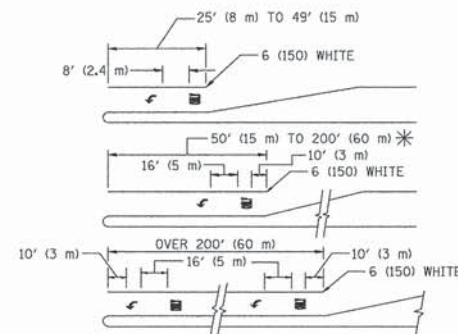 25' (8 m) TO 49' (15 m)
6 (150) WHITE
8' (2.4 m)
50' (15 m) TO 200' (60 m) *
16' (5 m)
10' (3 m)
6 (150) WHITE
OVER 200' (60 m)
10' (3 m)
16' (5 m)
10' (3 m)
6 (150) WHITE